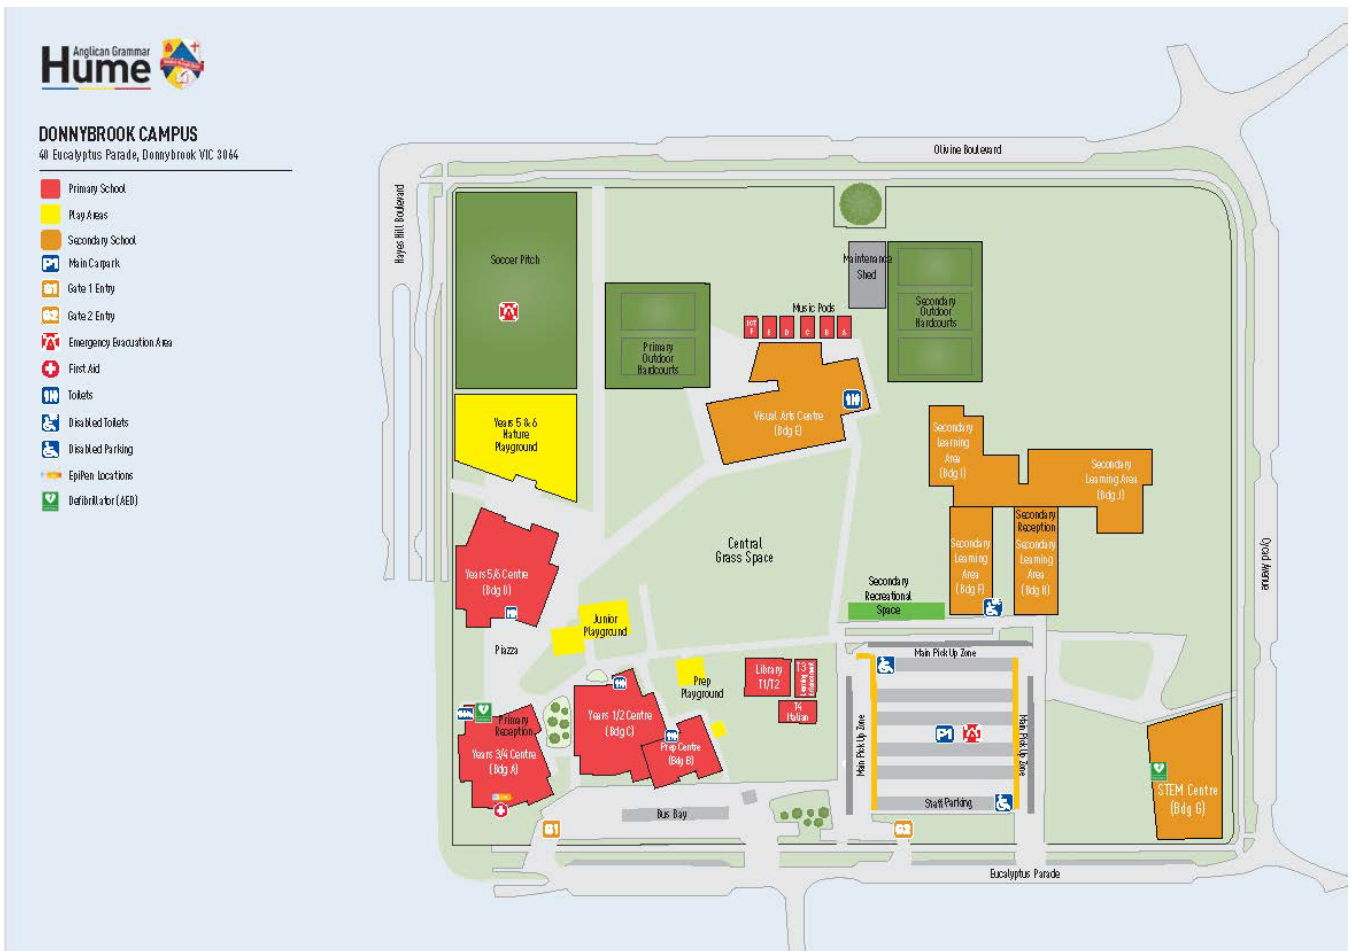 Anglican Grammar
Hume
DONNYBROOK CAMPUS
40 Eucalyptus Parade, Donnybrook VIC 3064
Primary School
Play Areas
Secondary School
P1 Main Carpark
G1 Gate 1 Entry
G2 Gate 2 Entry
Emergency Evacuation Area
First Aid
Toilets
Disabled Toilets
Disabled Parking
EpiPen Locations
Defibrillator (AED)
Olivine Boulevard
Hayes Hill Boulevard
Soccer Pitch
Maintenance
Shed
Music Pods
E
D
C
B
A
Secondary
Outdoor
Hardcourts
Primary
Outdoor
Hardcourts
Visual Arts Centre
(Bdg E)
Years 5 & 6
Nature
Playground
Secondary
Learning
Area
(Bdg I)
Secondary
Learning Area
(Bdg J)
Secondary
Reception
Secondary
Learning
Area
(Bdg H)
Secondary
Learning
Area
(Bdg F)
Central
Grass Space
Years 5/6 Centre
(Bdg D)
Secondary
Recreational
Space
Junior
Playground
Piazza
Main Pick Up Zone
Library
T1/T2
T3
T4
Italian
Prep
Playground
Primary
Reception
Years 3/4 Centre
(Bdg A)
Years 1/2 Centre
(Bdg C)
Prep Centre
(Bdg B)
Main Pick Up Zone
P1
Main Pick Up Zone
Staff Parking
STEM Centre
(Bdg G)
Bus Bay
G1
G2
Eucalyptus Parade